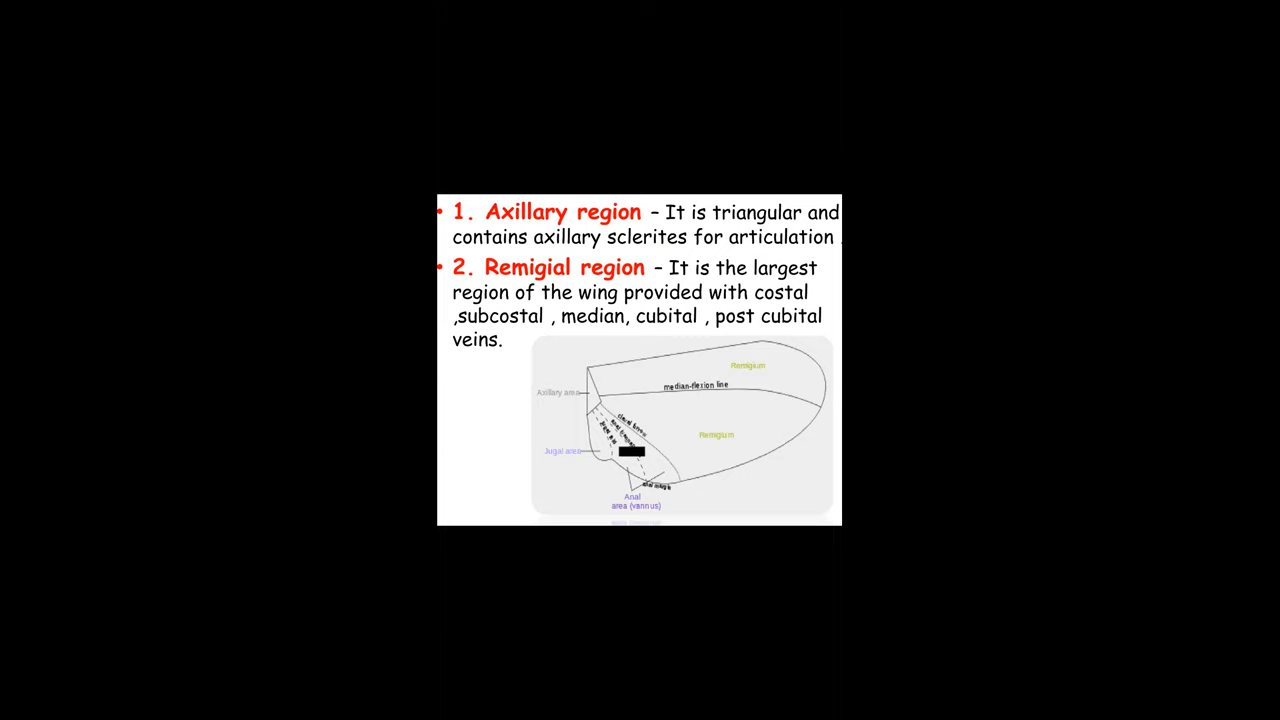 • 1. Axillary region – It is triangular and
contains axillary sclerites for articulation .
• 2. Remigial region – It is the largest
region of the wing provided with costal
,subcostal , median, cubital , post cubital
veins.
Remigium
median-flexion line
Axillary area
Remigium
Jugal area
Anal
area (vannus)